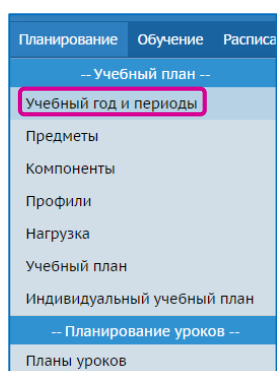 Планирование Обучение Расписа
-- Учебный план --
Учебный год и периоды
Предметы
Компоненты
Профили
Нагрузка
Учебный план
Индивидуальный учебный план
-- Планирование уроков --
Планы уроков